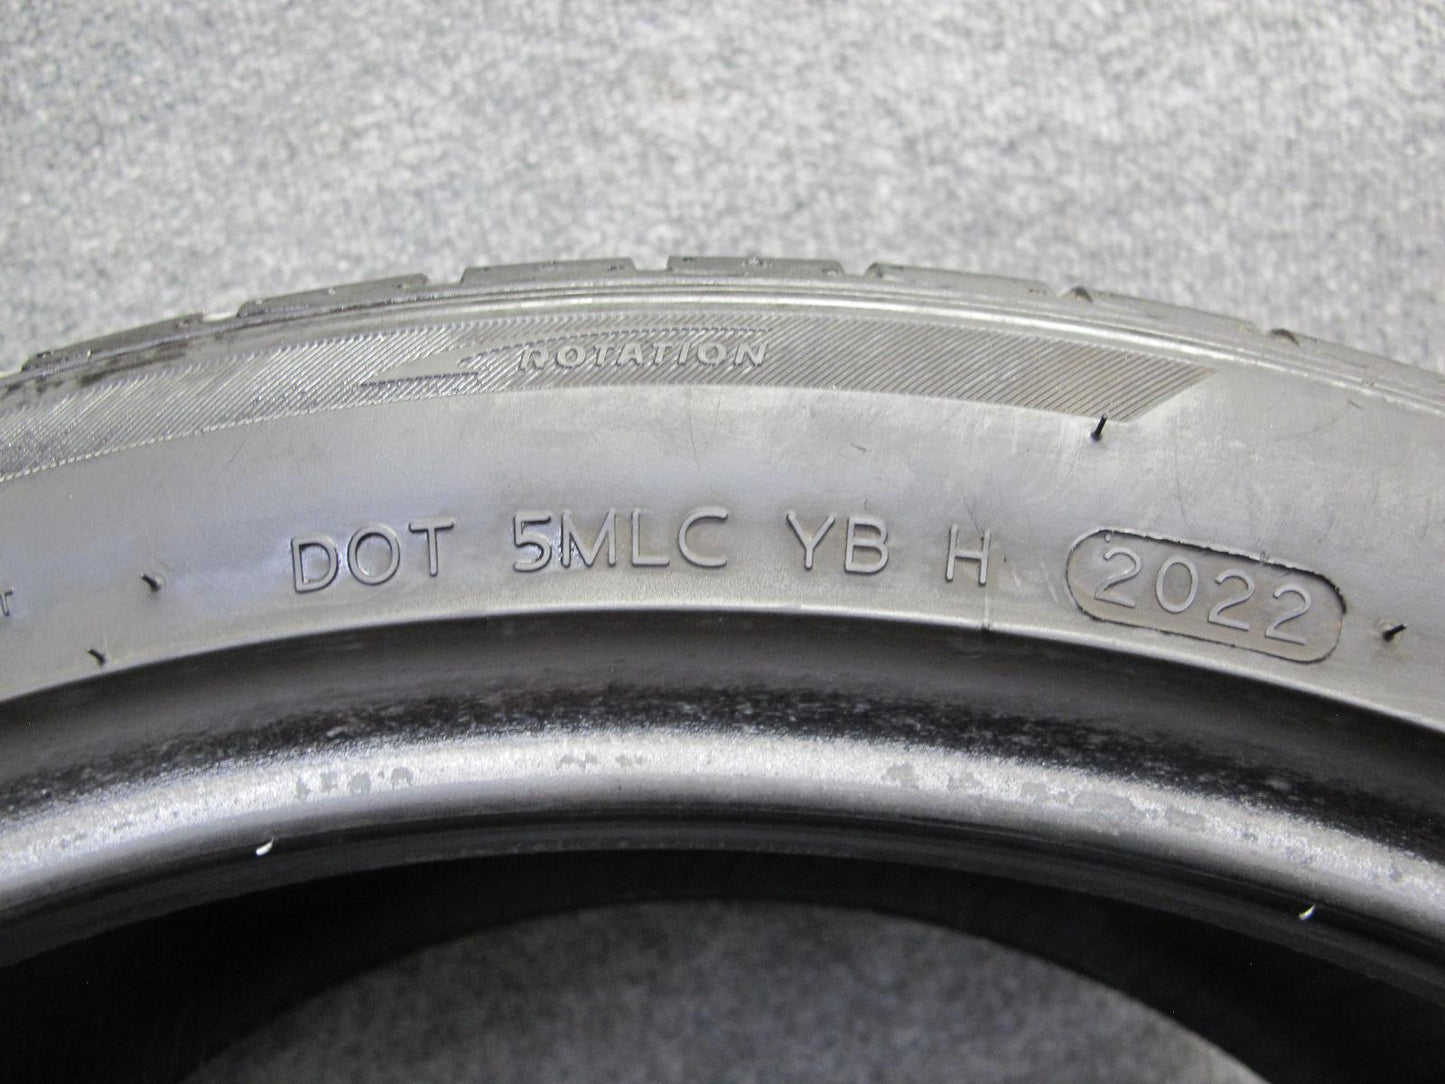 ROTATION
DOT 5MLC YB H 2022